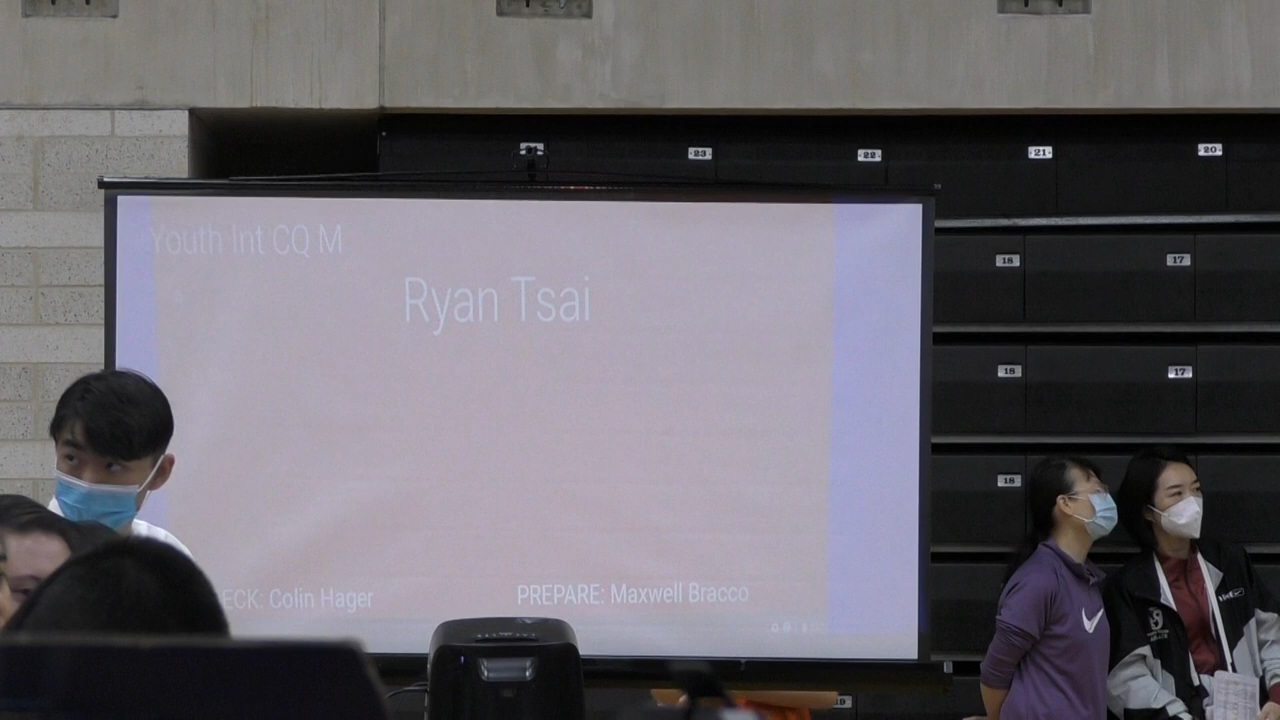 23
22
21
20
Youth Int CQ M
18
17
Ryan Tsai
18
17
18
ECK: Colin Hager
PREPARE: Maxwell Bracco